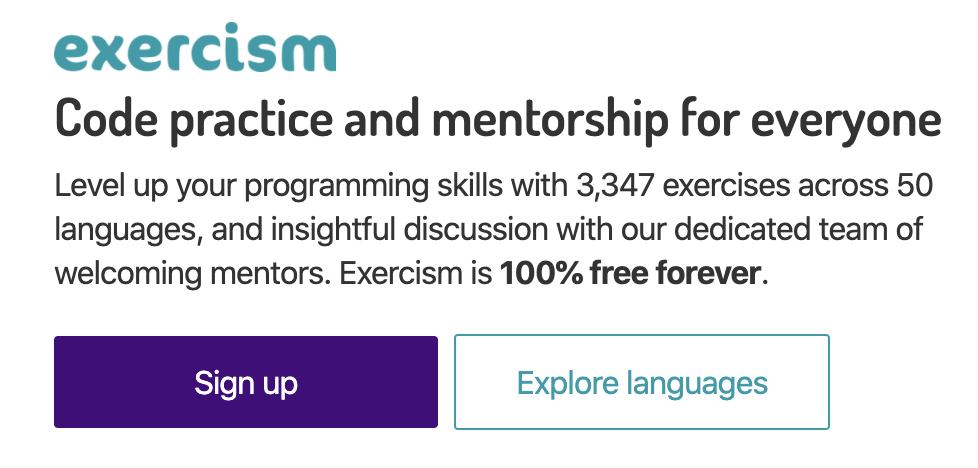 exercism
Code practice and mentorship for everyone
Level up your programming skills with 3,347 exercises across 50
languages, and insightful discussion with our dedicated team of
welcoming mentors. Exercism is 100% free forever.
Sign up
Explore languages